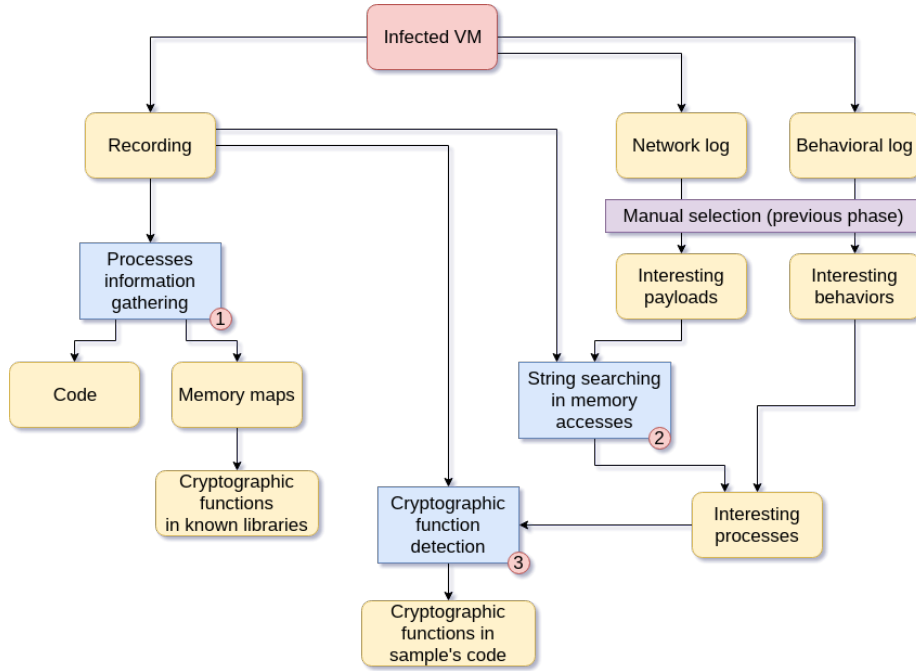 Infected VM
Recording
Network log
Behavioral log
Manual selection (previous phase)
Processes
information
gathering
1
Interesting
payloads
Interesting
behaviors
Code
Memory maps
String searching
in memory
accesses
2
Cryptographic
functions
in known libraries
Cryptographic
function
detection
3
Interesting
processes
Cryptographic
functions in
sample's code